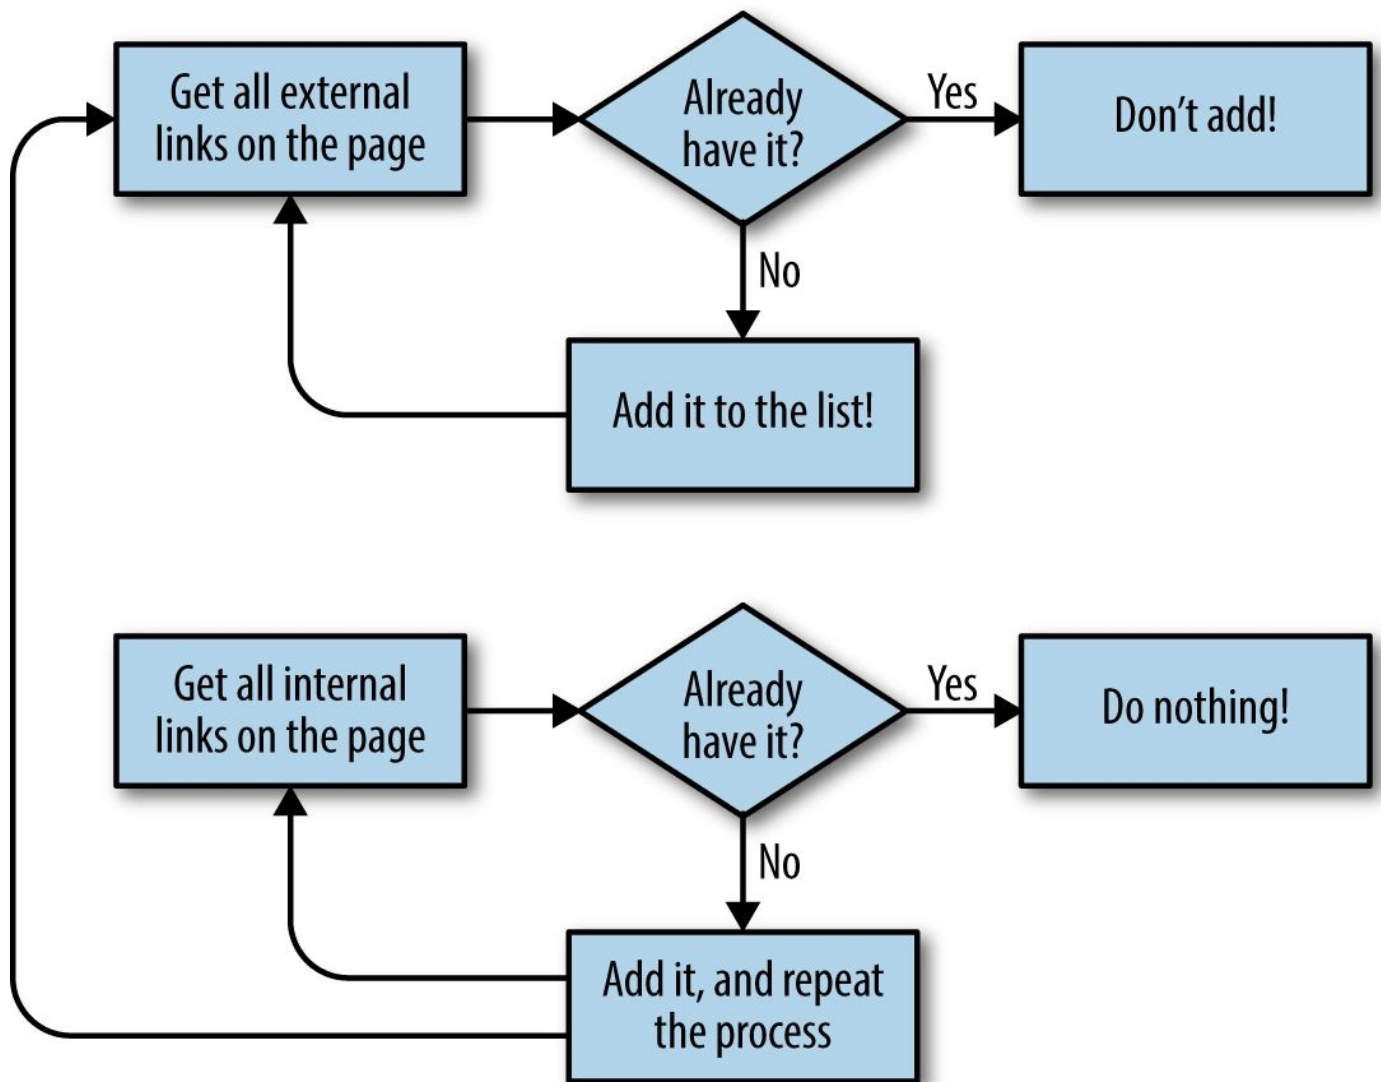 Get all external
links on the page
Already
have it?
Yes
Don’t add!
No
Add it to the list!
Get all internal
links on the page
Already
have it?
Yes
Do nothing!
No
Add it, and repeat
the process